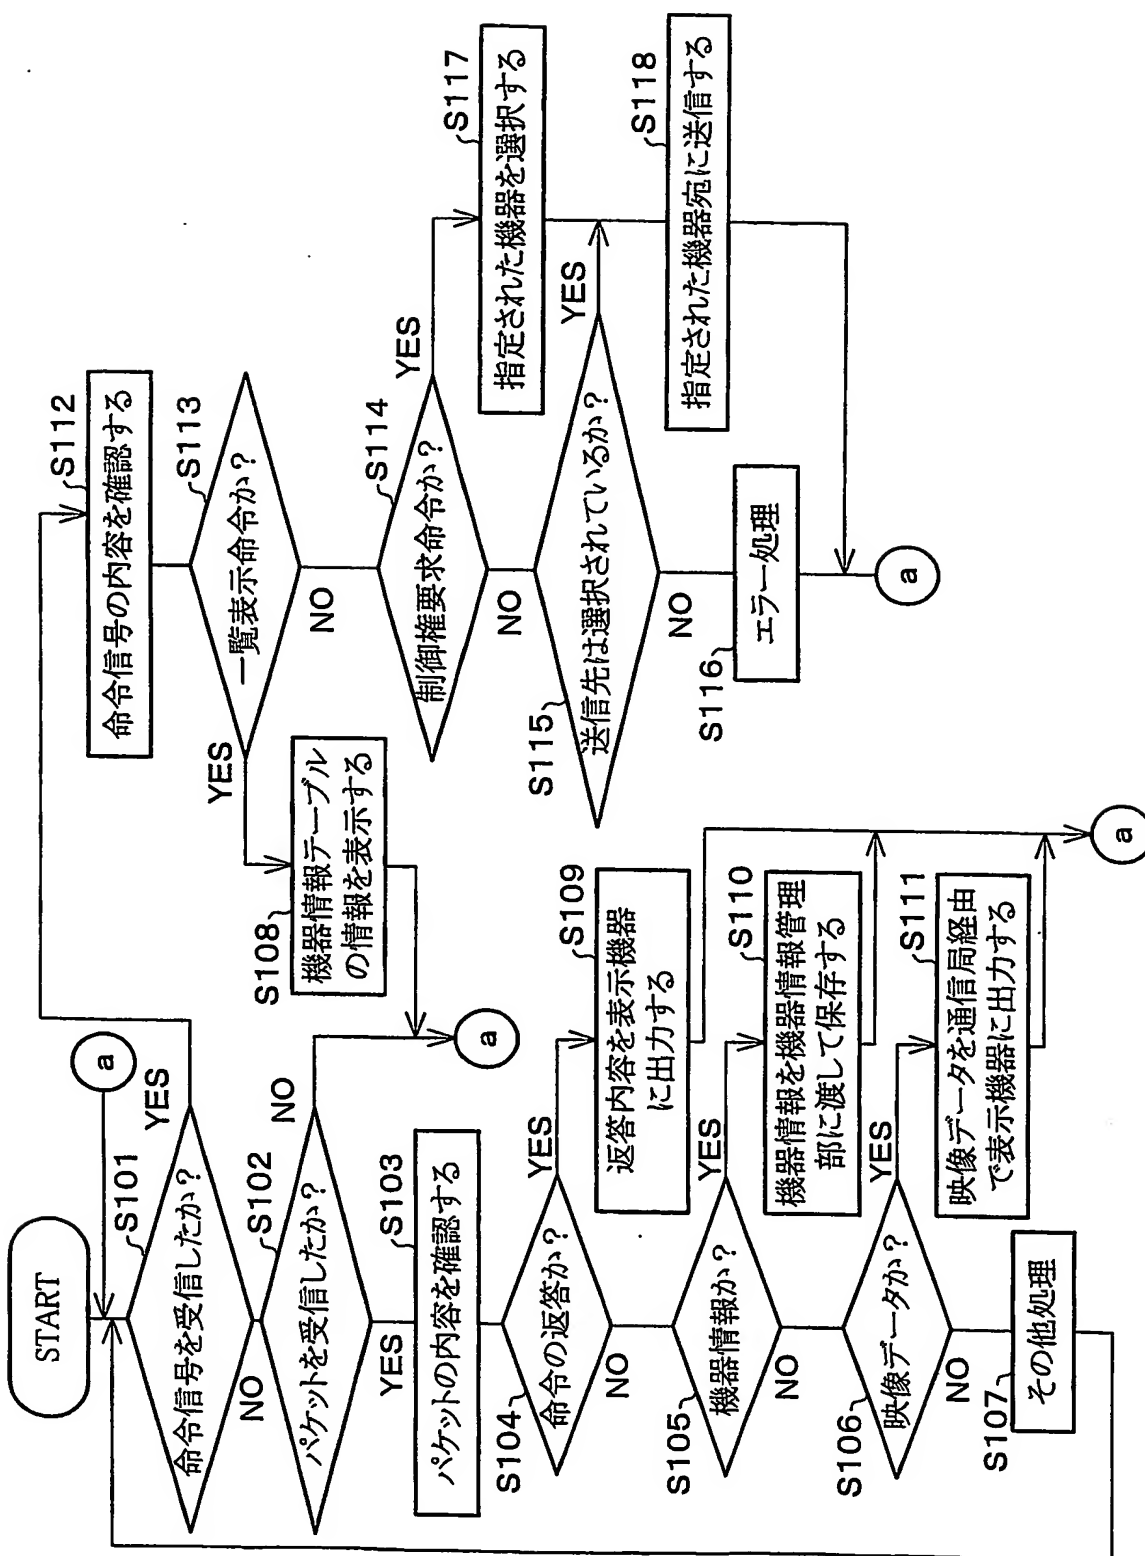 START
a
S101
命令信号を受信したか?
YES
NO
S102
パケットを受信したか?
NO
YES
S103
パケットの内容を確認する
S104
命令の返答か?
YES
NO
S105
機器情報か?
YES
NO
S106
映像データか?
YES
NO
S107
その他処理
S108
機器情報テーブル
の情報を表示する
a
S109
返答内容を表示機器
に出力する
S110
機器情報を機器情報管理
部に渡して保存する
S111
映像データを通信局経由
で表示機器に出力する
a
S112
命令信号の内容を確認する
S113
一覧表示命令か?
YES
NO
S114
制御権要求命令か?
YES
NO
S115
送信先は選択されているか?
YES
NO
S116
エラー処理
S117
指定された機器を選択する
S118
指定された機器宛に送信する
a